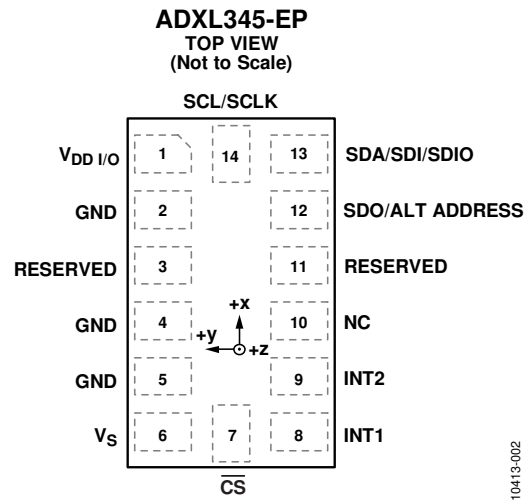 ADXL345-EP
TOP VIEW
(Not to Scale)
SCL/SCLK
VDD I/O 1 14 13 SDA/SDI/SDIO
GND 2 12 SDO/ALT ADDRESS
RESERVED 3 11 RESERVED
+x
GND 4 10 NC
+y +z
GND 5 9 INT2
VS 6 7 8 INT1
CS
10413-002